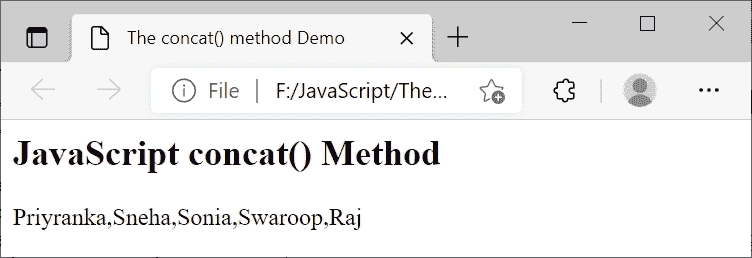 The concat() method Demo
File | F:/JavaScript/The...
JavaScript concat() Method
Priyranka,Sneha,Sonia,Swaroop,Raj